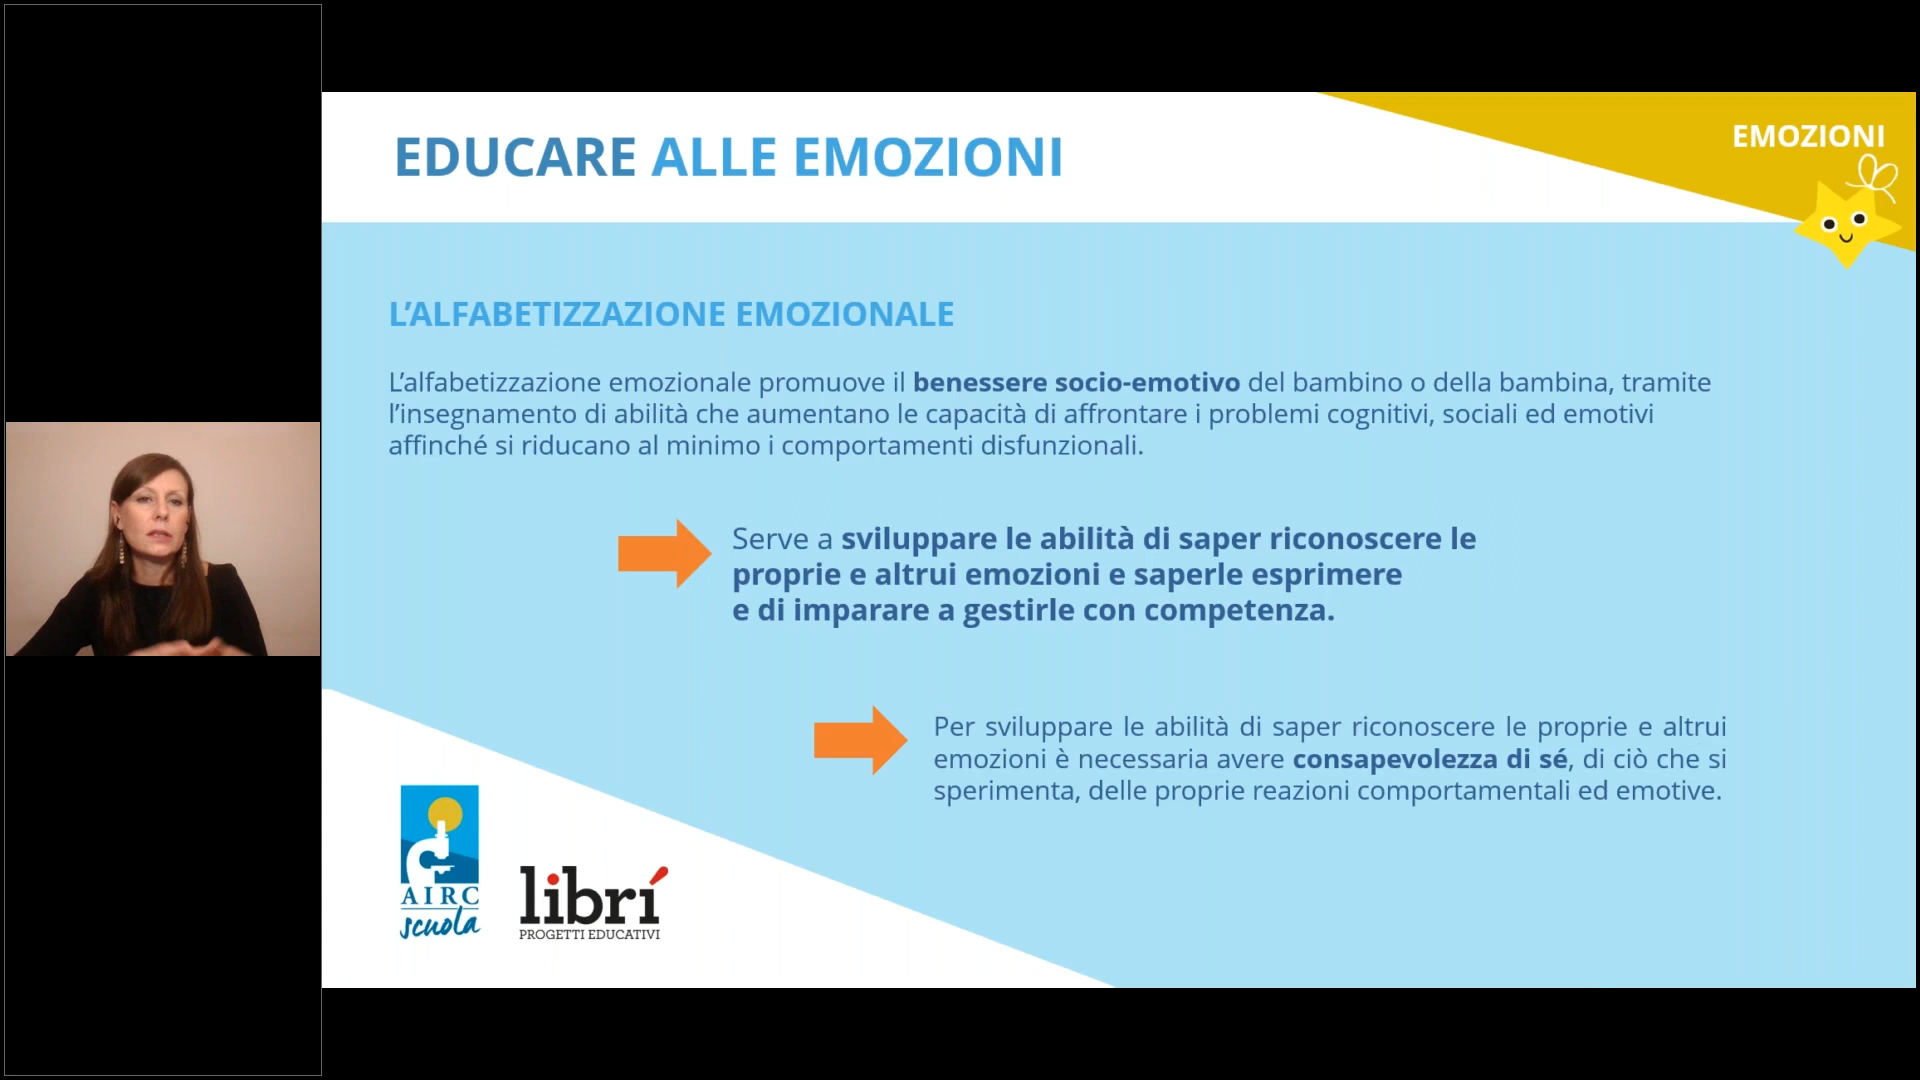 EDUCARE ALLE EMOZIONI
EMOZIONI
L’ALFABETIZZAZIONE EMOZIONALE
L’alfabetizzazione emozionale promuove il benessere socio-emotivo del bambino o della bambina, tramite
l’insegnamento di abilità che aumentano le capacità di affrontare i problemi cognitivi, sociali ed emotivi
affinché si riducano al minimo i comportamenti disfunzionali.
Serve a sviluppare le abilità di saper riconoscere le
proprie e altrui emozioni e saperle esprimere
e di imparare a gestirle con competenza.
Per sviluppare le abilità di saper riconoscere le proprie e altrui
emozioni è necessaria avere consapevolezza di sé, di ciò che si
sperimenta, delle proprie reazioni comportamentali ed emotive.
AIRC
scuola
librí
PROGETTI EDUCATIVI